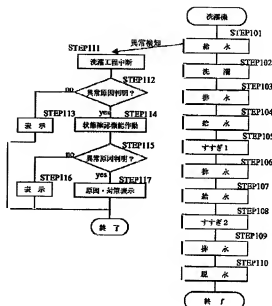 洗濯機
異常検知
STEP101
給 水
STEP102
洗 濯
STEP103
排 水
STEP104
給 水
STEP105
すすぎ1
STEP106
排 水
STEP107
給 水
STEP108
すすぎ2
STEP109
排 水
STEP110
脱 水
終 了
STEP111
洗濯工程中断
STEP112
異常原因判明?
no
yes
STEP113
表 示
STEP114
状態確認機能作動
STEP115
異常原因判明?
no
yes
STEP116
表 示
STEP117
原因・対策表示
終 了